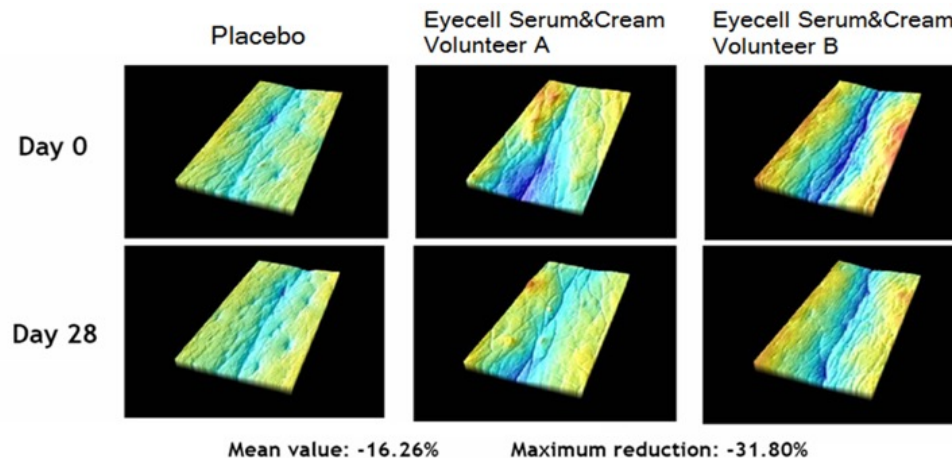 Placebo
Eyecell Serum&Cream
Volunteer A
Eyecell Serum&Cream
Volunteer B
Day 0
Day 28
Mean value: -16.26%
Maximum reduction: -31.80%